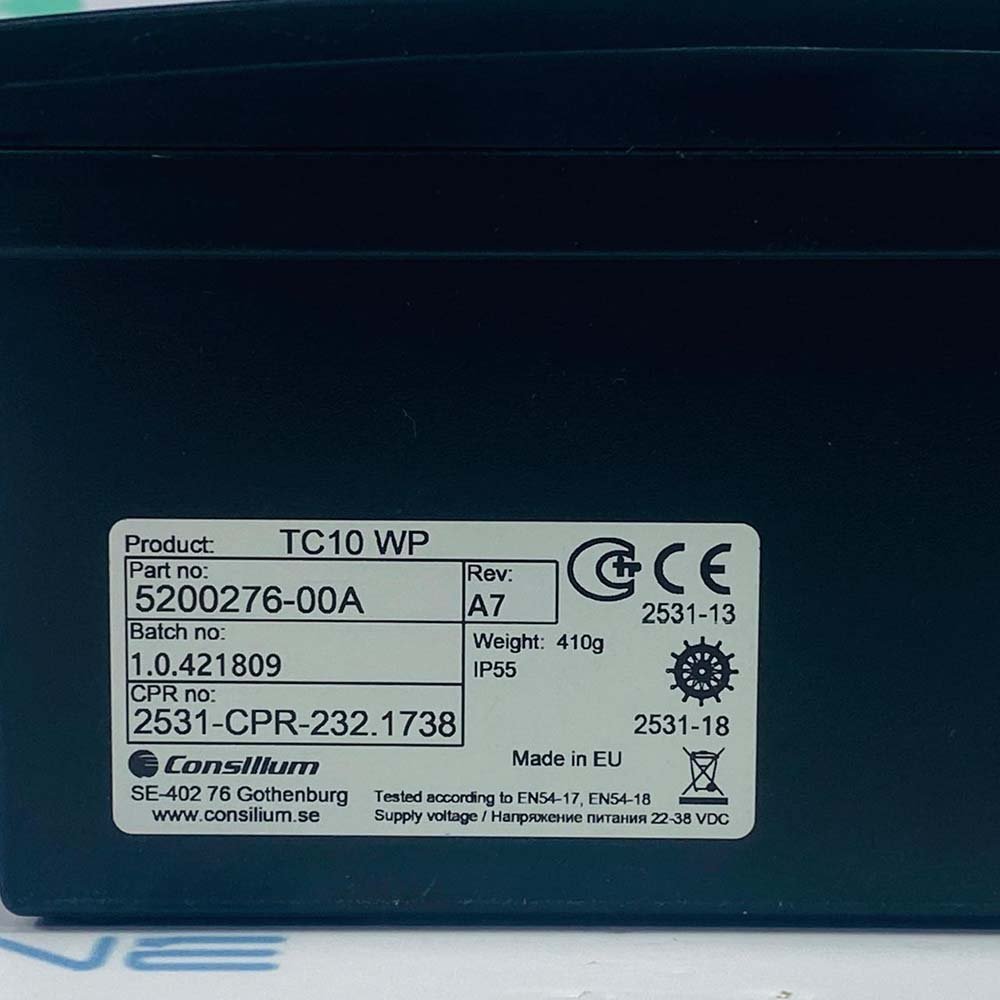 Product: TC10 WP
Part no:
5200276-00A
Rev:
A7
Batch no:
1.0.421809
Weight: 410g
IP55
CPR no:
2531-CPR-232.1738
CE
2531-13
2531-18
Consilium
SE-402 76 Gothenburg
www.consilium.se
Made in EU
Tested according to EN54-17, EN54-18
Supply voltage / Напряжение питания 22-38 VDC